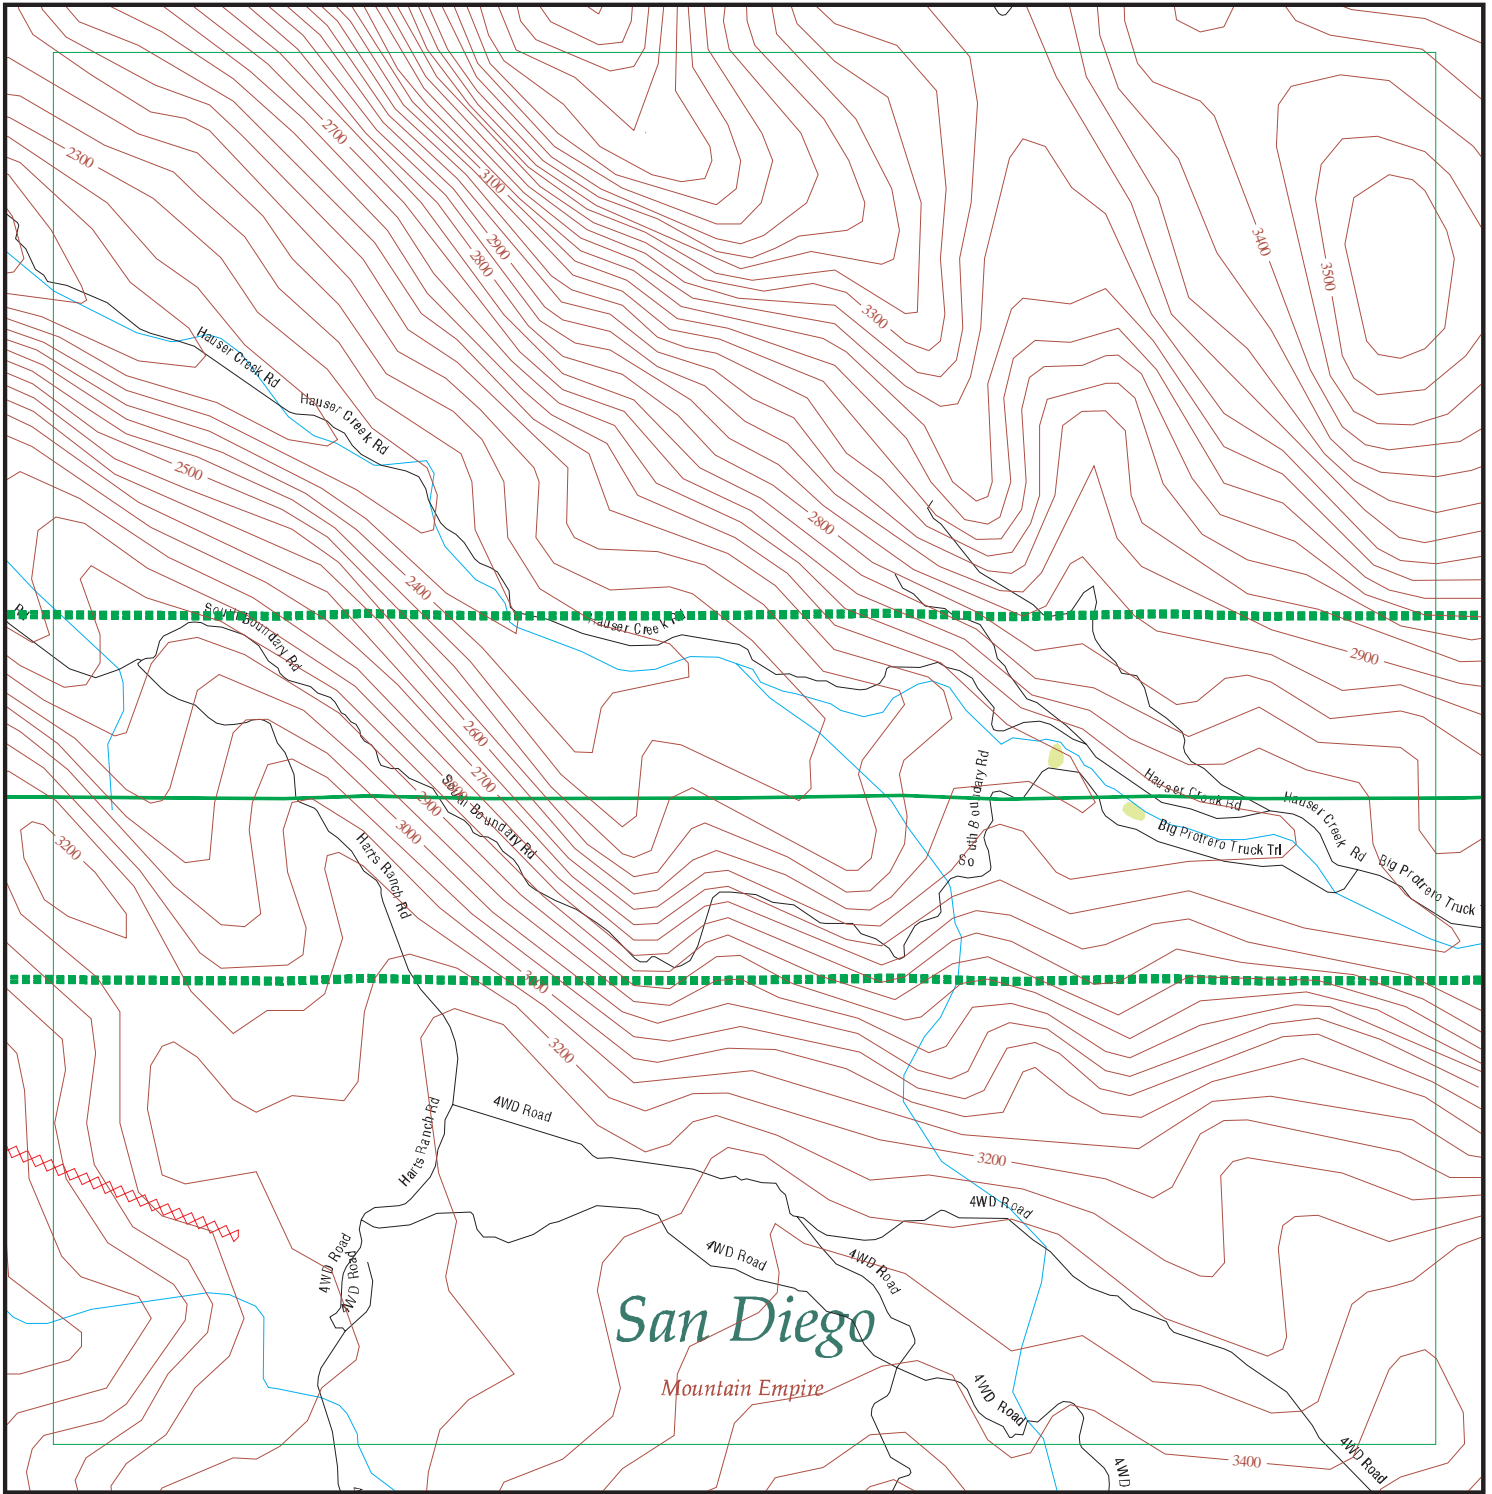 2700
2300
3100
2900
2800
3400
3500
3300
Hauser Creek Rd
Hauser Creek Rd
2500
2800
2400
Rd
South Boundary Rd
Hauser Creek Rd
2900
2600
2700
2800
2900
3000
South Boundary Rd
South Boundary Rd
Hauser Creek Rd
Hauser Creek Rd
Big Protrero Truck Trl
Big Protrero Truck
3200
Harts Ranch Rd
3200
4WD Road
Harts Ranch Rd
3200
4WD Road
4WD Road
4WD Road
4WD Road
4WD Road
San Diego
Mountain Empire
4WD Road
4WD Road
3400
4WD